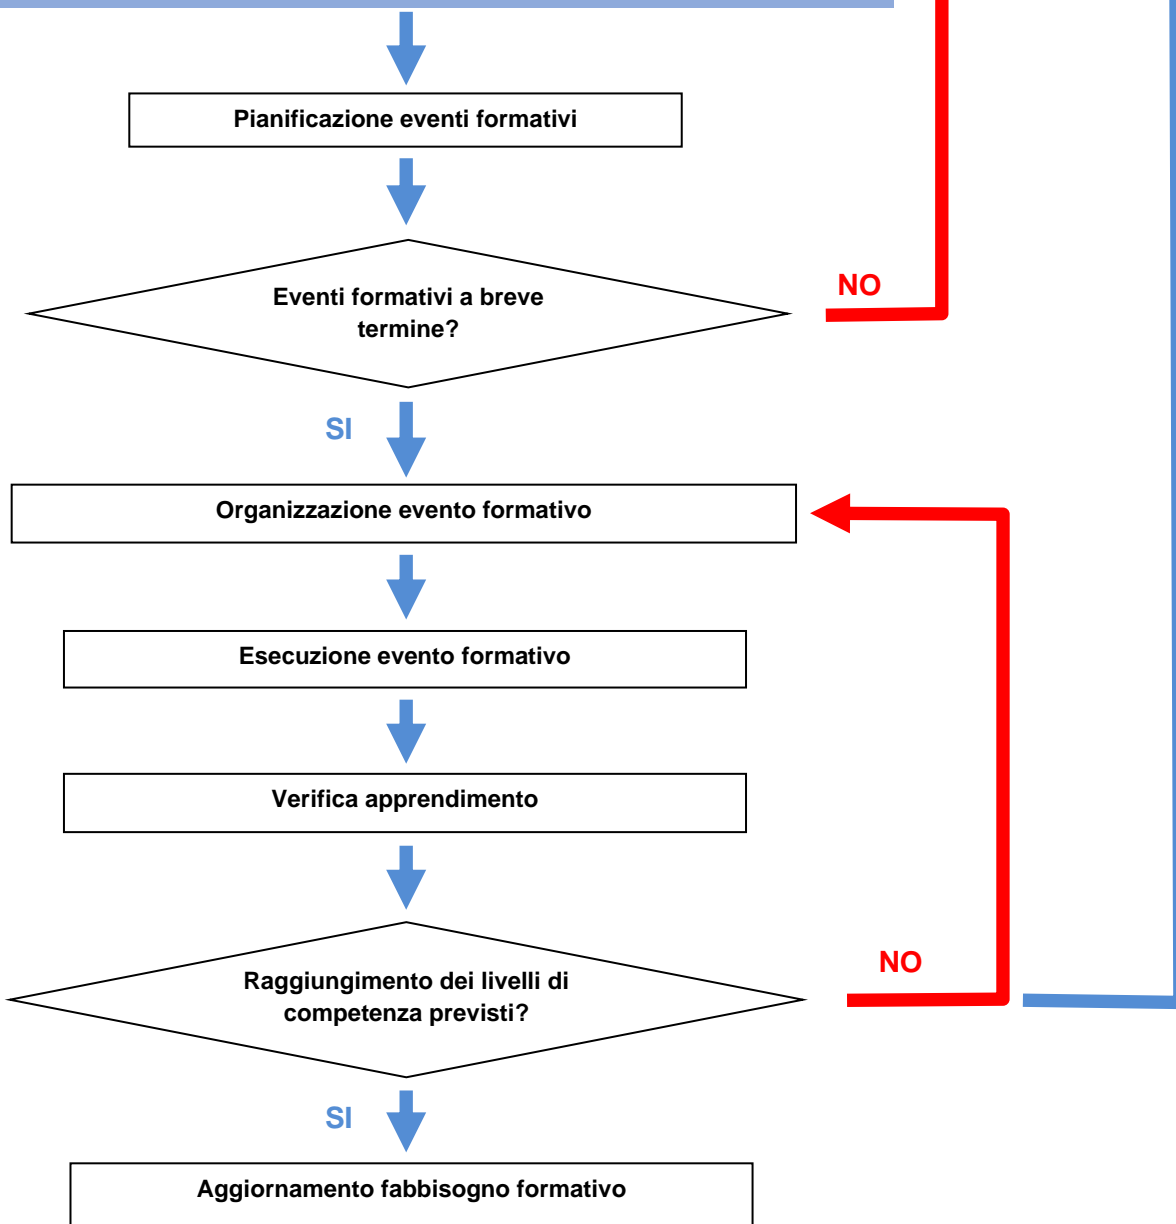 Pianificazione eventi formativi
Eventi formativi a breve
termine?
NO
SI
Organizzazione evento formativo
Esecuzione evento formativo
Verifica apprendimento
Raggiungimento dei livelli di
competenza previsti?
NO
SI
Aggiornamento fabbisogno formativo